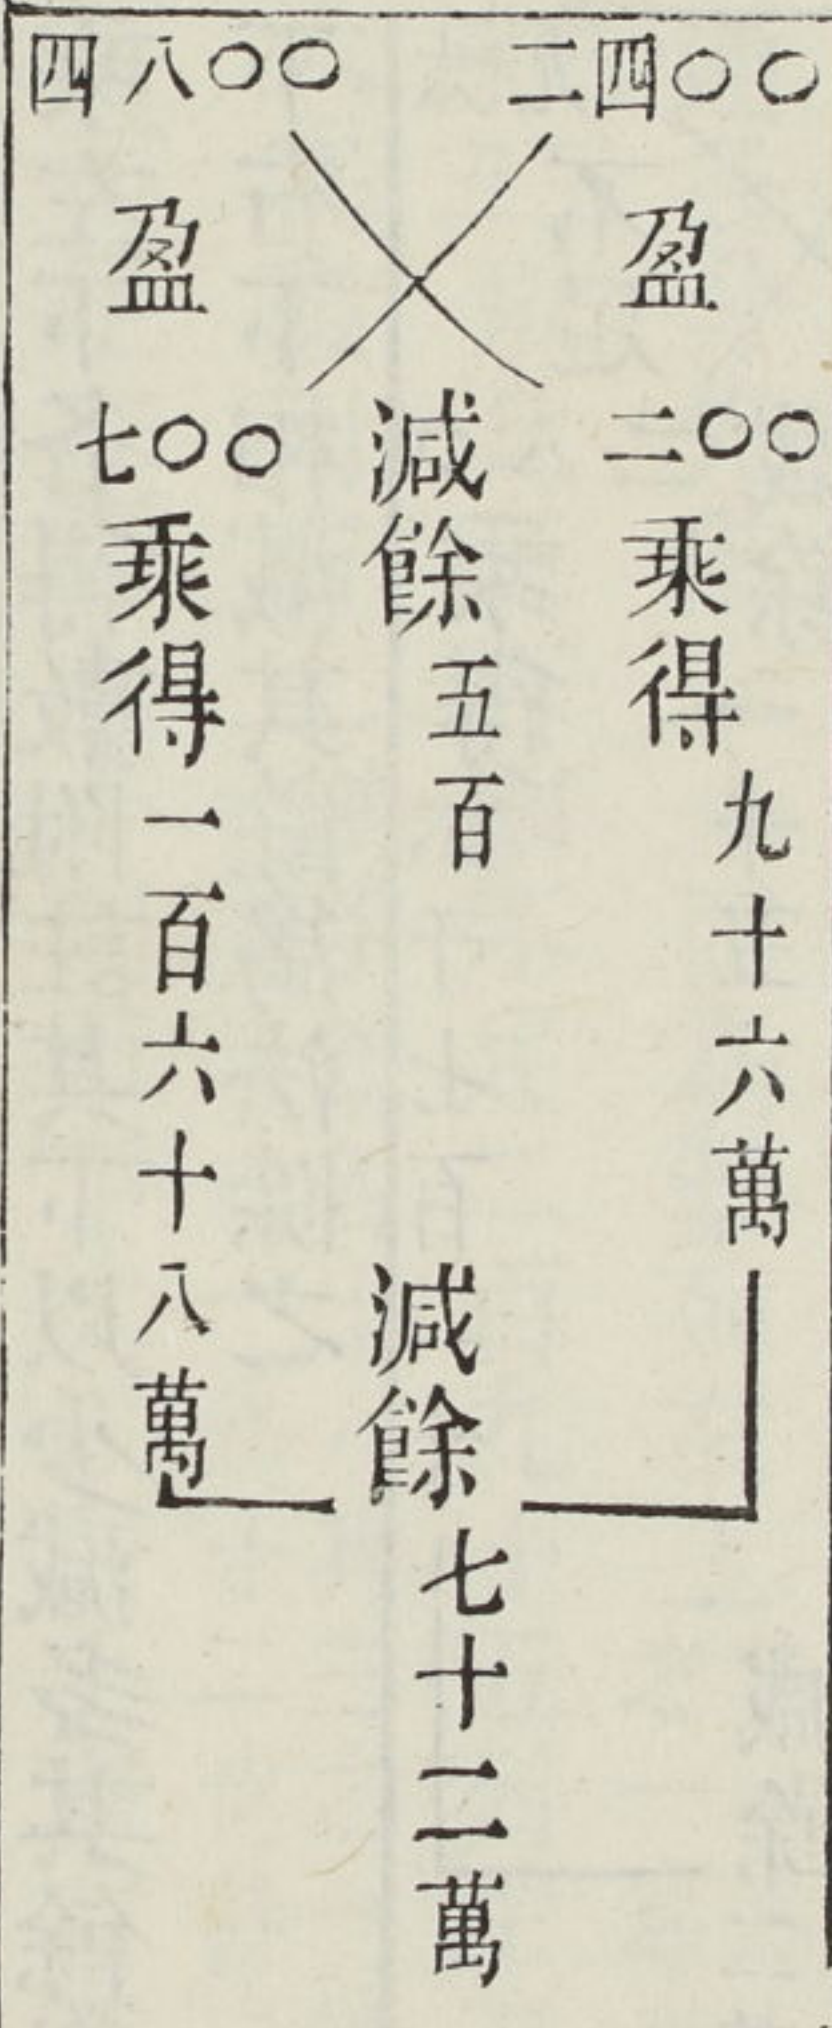 二四〇〇
盈
二〇〇
乘得九十六萬
減餘五百
減餘七十二萬
四八〇〇
盈
七〇〇
乘得一百六十八萬